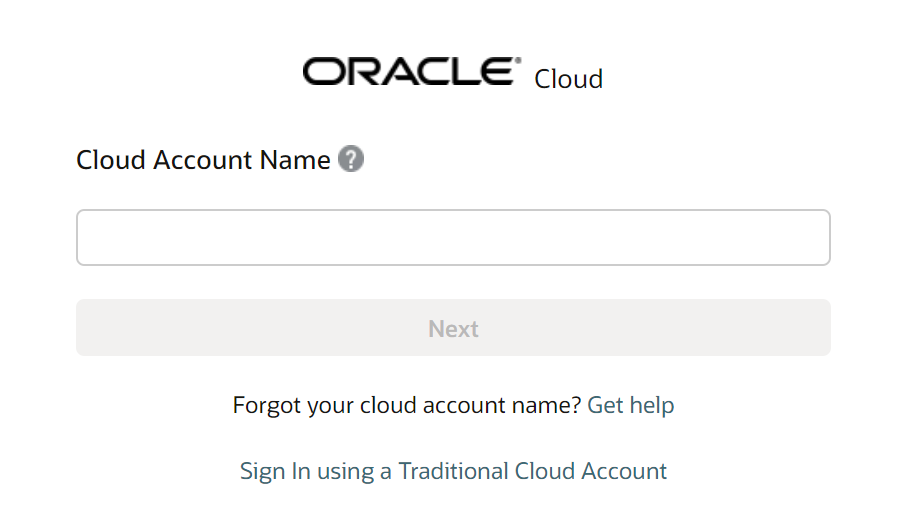 ORACLE® Cloud
Cloud Account Name ?
Next
Forgot your cloud account name? Get help
Sign In using a Traditional Cloud Account